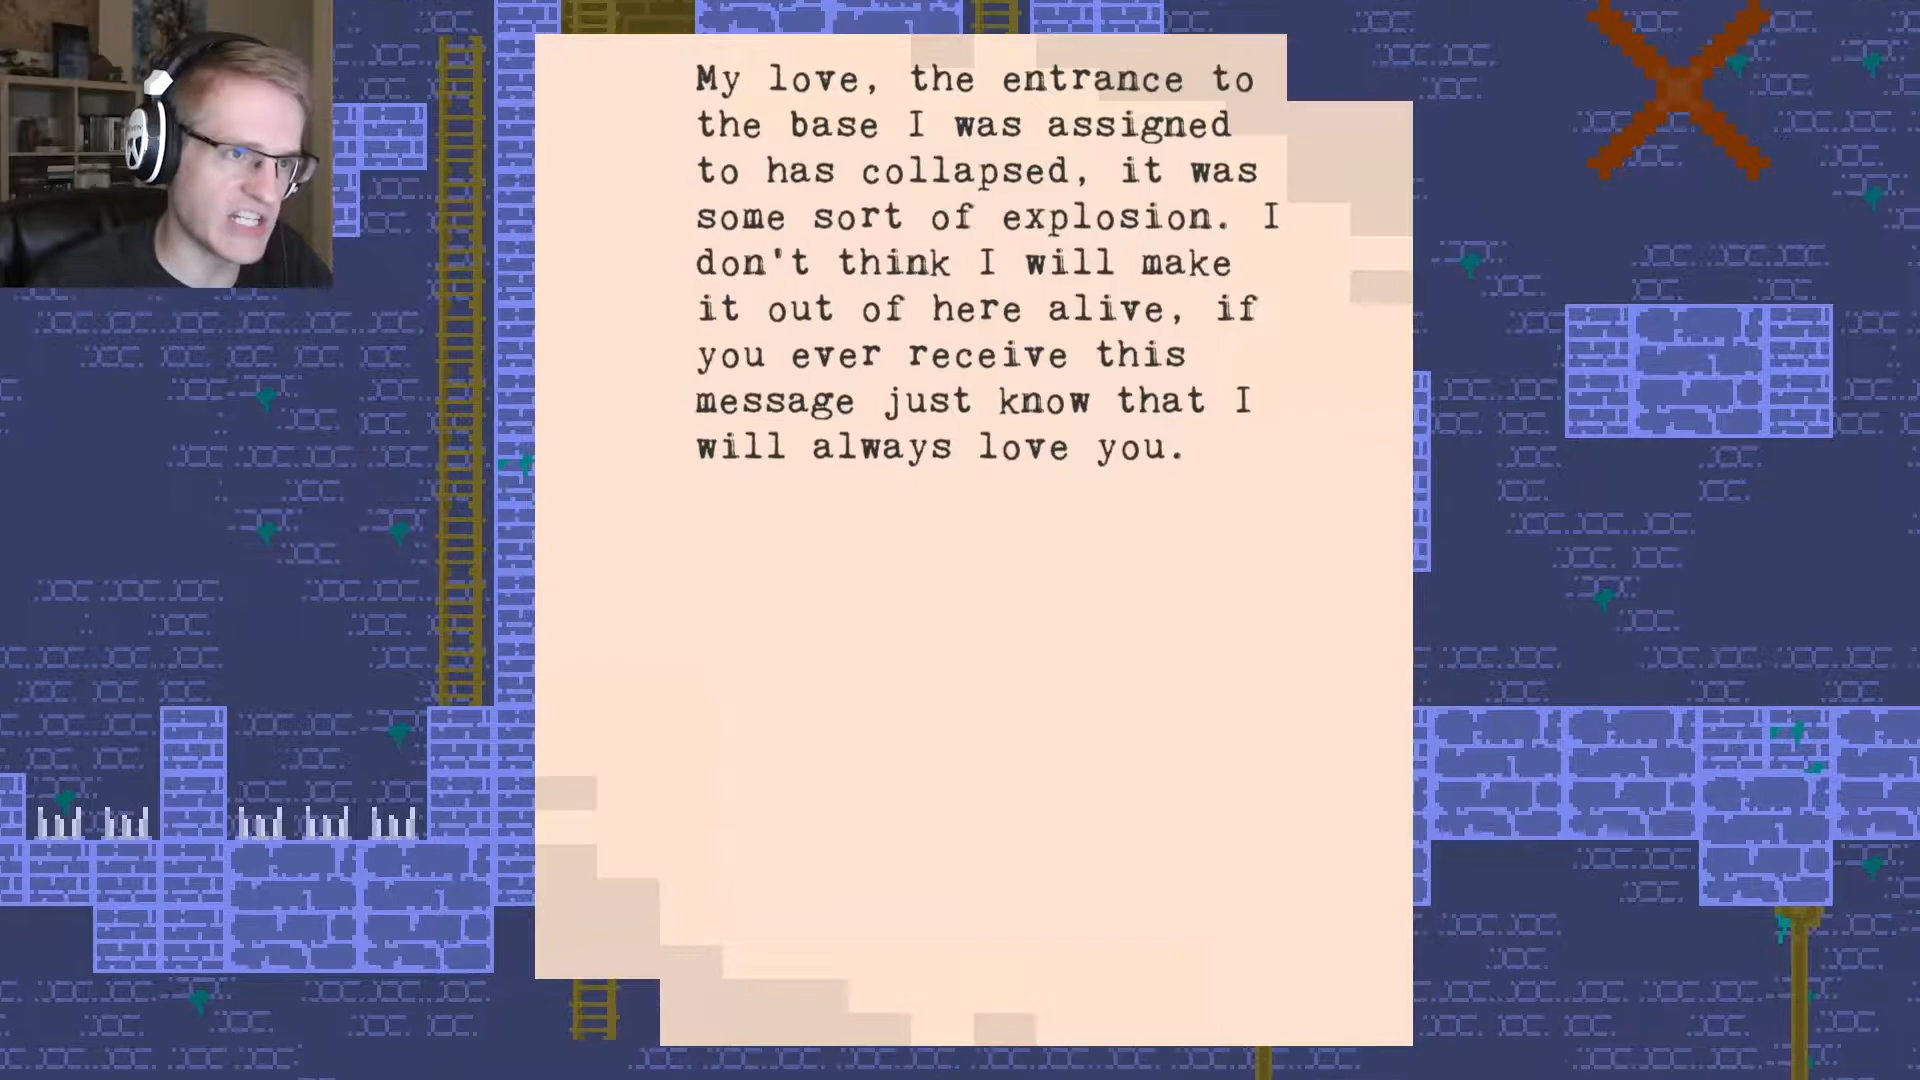 My love, the entrance to
the base I was assigned
to has collapsed, it was
some sort of explosion. I
don't think I will make
it out of here alive, if
you ever receive this
message just know that I
will always love you.